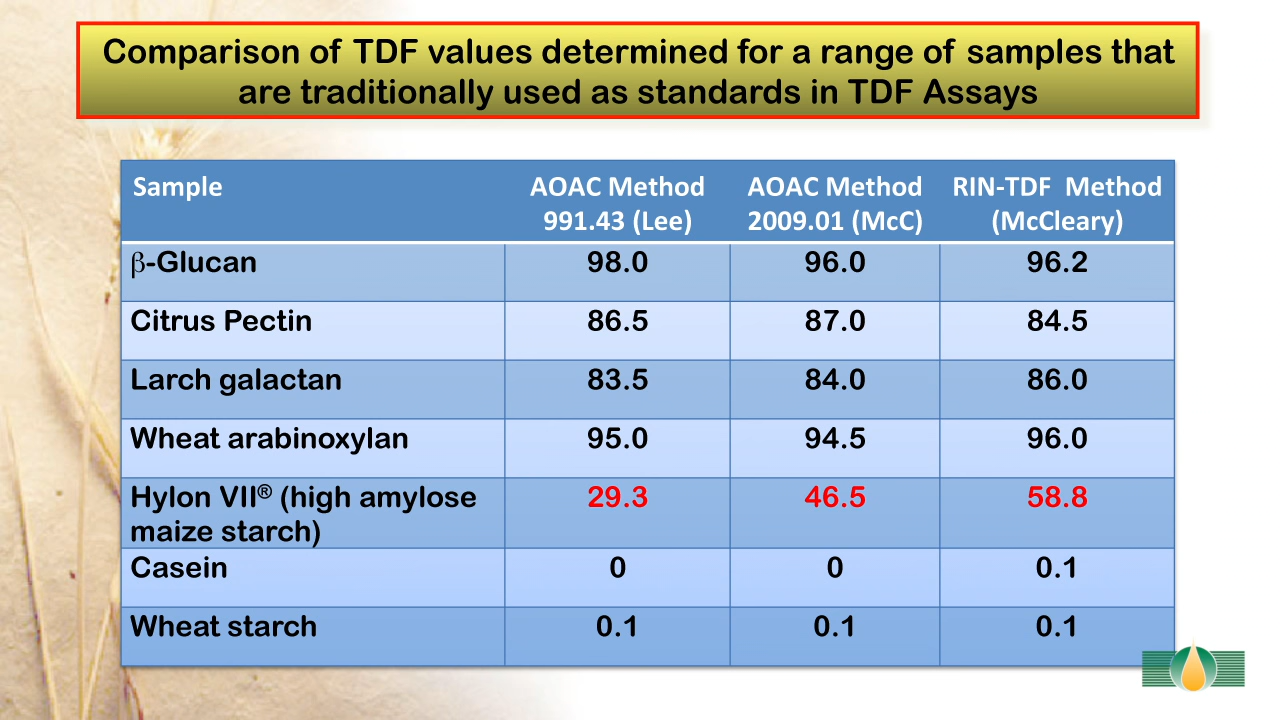 Comparison of TDF values determined for a range of samples that
are traditionally used as standards in TDF Assays
Sample AOAC Method 991.43 (Lee) AOAC Method 2009.01 (McC) RIN-TDF Method (McCleary)
β-Glucan 98.0 96.0 96.2
Citrus Pectin 86.5 87.0 84.5
Larch galactan 83.5 84.0 86.0
Wheat arabinoxylan 95.0 94.5 96.0
Hylon VII® (high amylose 29.3 46.5 58.8
maize starch)
Casein 0 0 0.1
Wheat starch 0.1 0.1 0.1